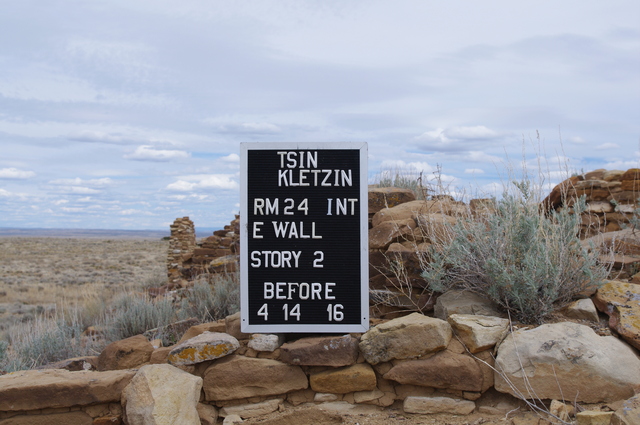 TSIN
KLETZIN
RM 24 INT
E WALL
STORY 2
BEFORE
4 14 16